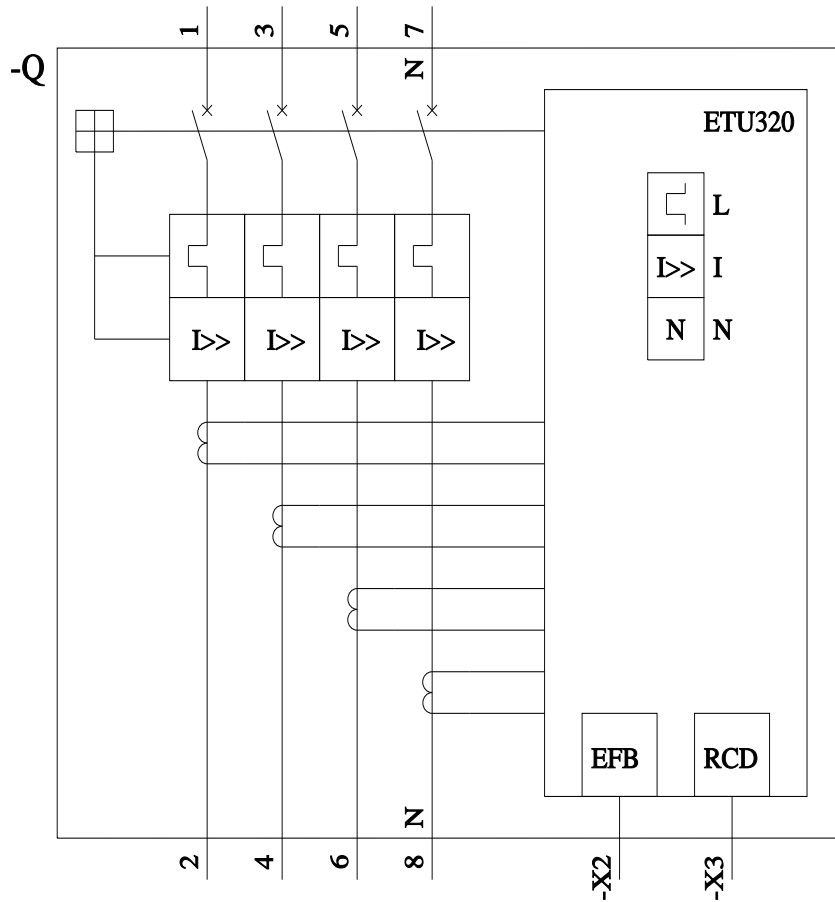 1 3 5 7
-Q
N
ETU320
L
I>> I
N N
I>> I>> I>> I>>
EFB RCD
N
2 4 6 8 -X2 -X3